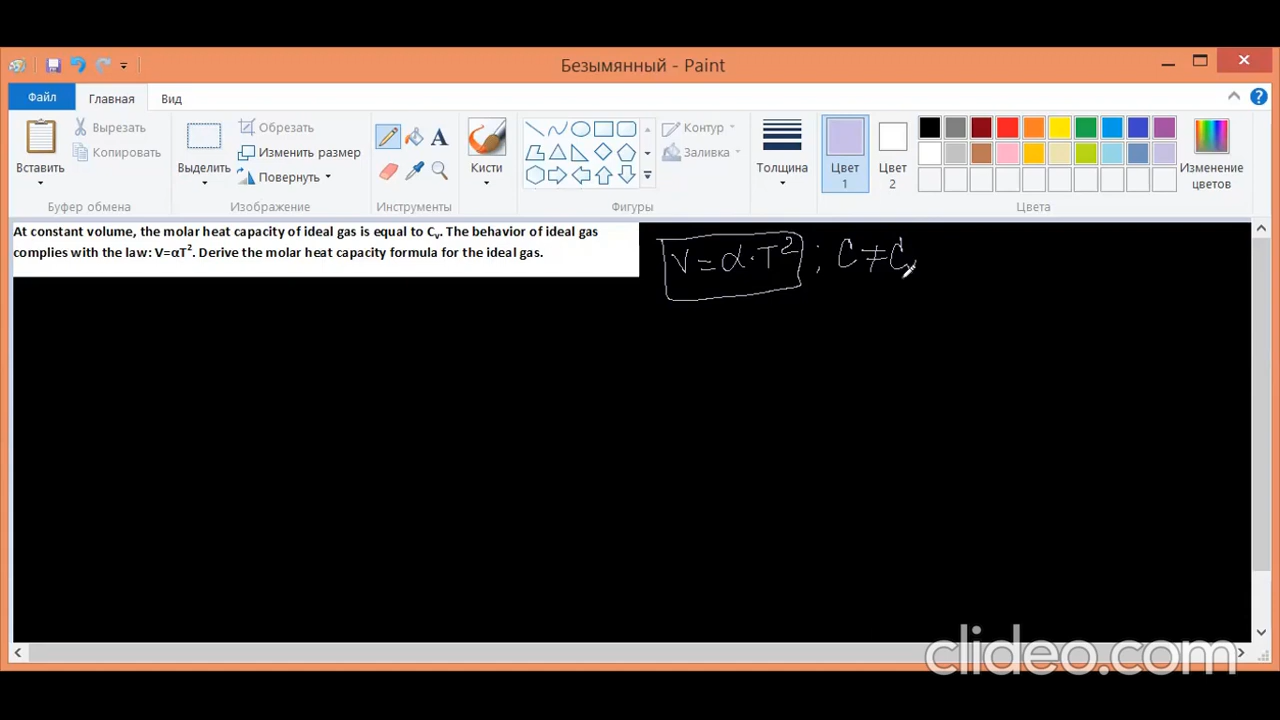 Безымянный - Paint
Файл
Главная
Вид
Вставить
Вырезать
Копировать
Буфер обмена
Выделить
Обрезать
Изменить размер
Повернуть
Изображение
A
Инструменты
Кисти
Контур
Заливка
Фигуры
Толщина
Цвет
1
Цвет
2
Изменение
цветов
Цвета
At constant volume, the molar heat capacity of ideal gas is equal to Cv. The behavior of ideal gas
complies with the law: V=αT². Derive the molar heat capacity formula for the ideal gas.
V = α·T² ; C ≠ Cv
clideo.com